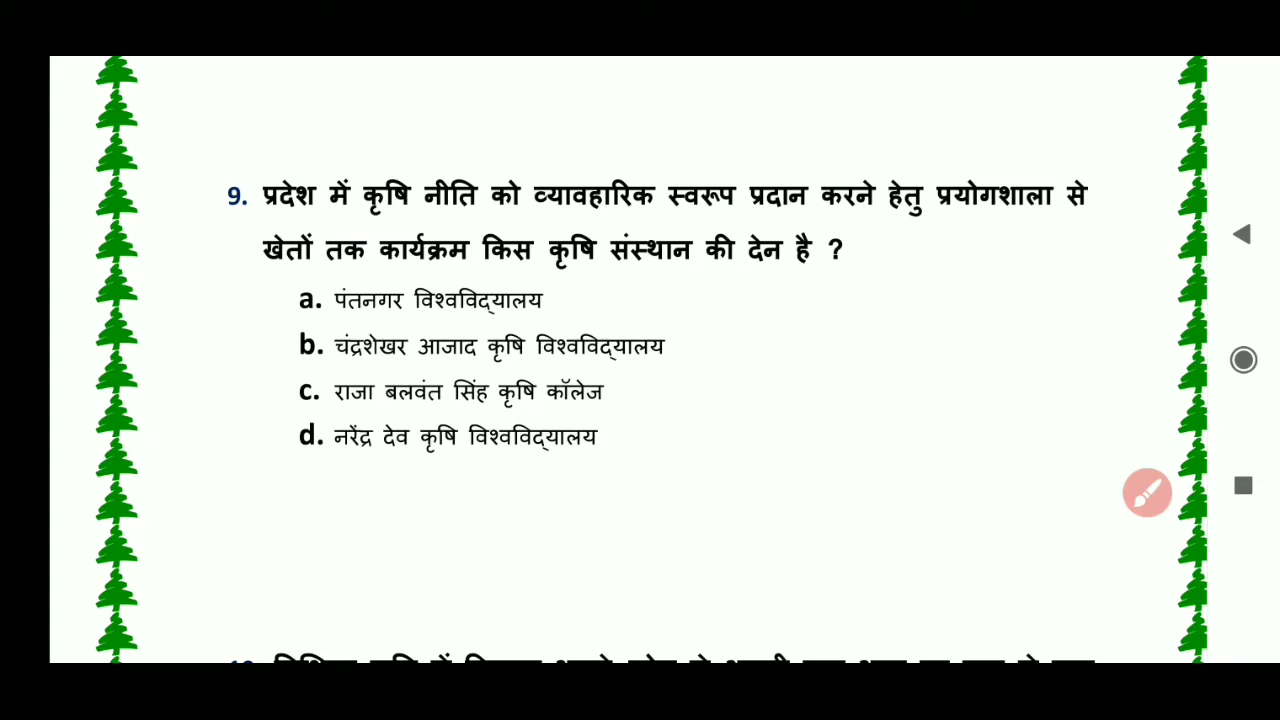 9. प्रदेश में कृषि नीति को व्यावहारिक स्वरूप प्रदान करने हेतु प्रयोगशाला से
खेतों तक कार्यक्रम किस कृषि संस्थान की देन है ?
a. पंतनगर विश्वविद्यालय
b. चंद्रशेखर आजाद कृषि विश्वविद्यालय
c. राजा बलवंत सिंह कृषि कॉलेज
d. नरेंद्र देव कृषि विश्वविद्यालय